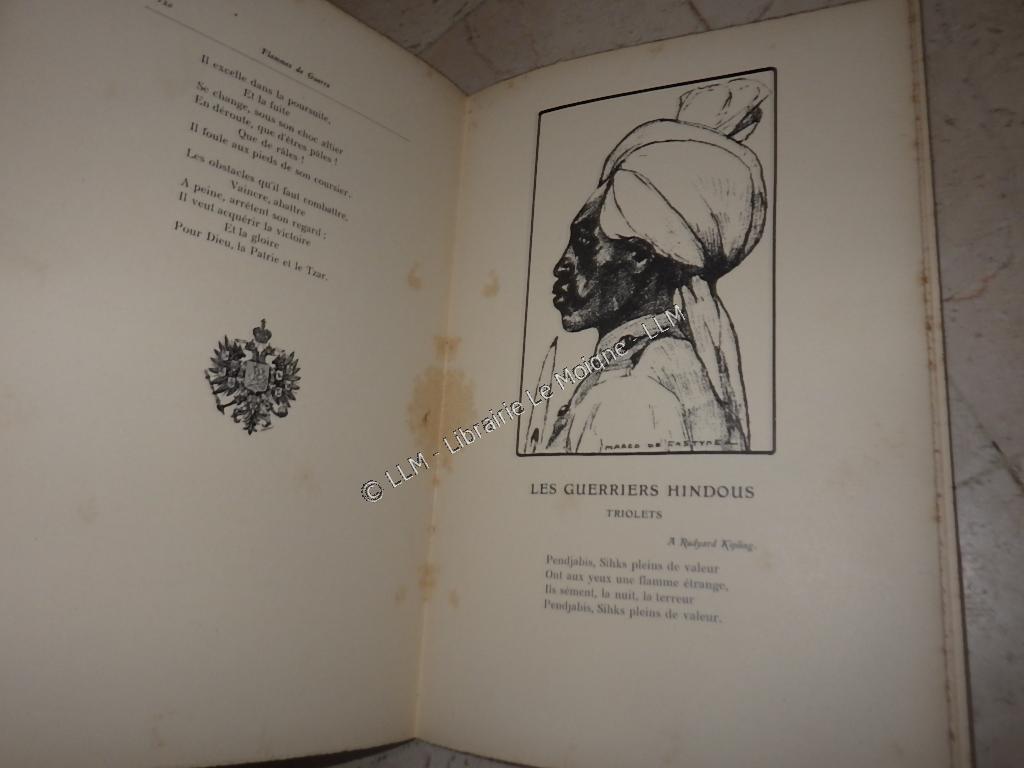 Flammes de Guerre
Il excelle dans la poursuite,
Et la fuite
Se change, sous son choc altier
En déroute, que d'êtres pâles !
Que de râles !
Il foule aux pieds de son coursier.
Les obstacles qu'il faut combattre,
Vaincre, abattre
A peine, arrêtent son regard ;
Il veut acquérir la victoire
Et la gloire
Pour Dieu, la Patrie et le Tzar.
MARCO DE GASTYNE
LES GUERRIERS HINDOUS
TRIOLETS
A Rudyard Kipling.
Pendjabis, Sihks pleins de valeur
Ont aux yeux une flamme étrange,
Ils sèment, la nuit, la terreur
Pendjabis, Sihks pleins de valeur.
© LLM - Librairie Le Moigne - LLM